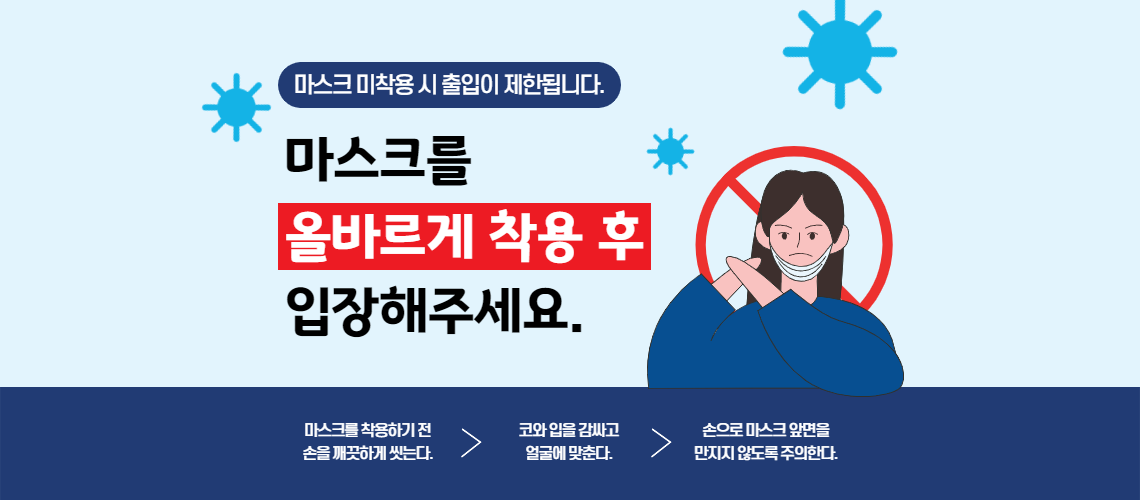 마스크 미착용 시 출입이 제한됩니다.
마스크를
올바르게 착용 후
입장해주세요.
마스크를 착용하기 전
손을 깨끗하게 씻는다.
코와 입을 감싸고
얼굴에 맞춘다.
손으로 마스크 앞면을
만지지 않도록 주의한다.